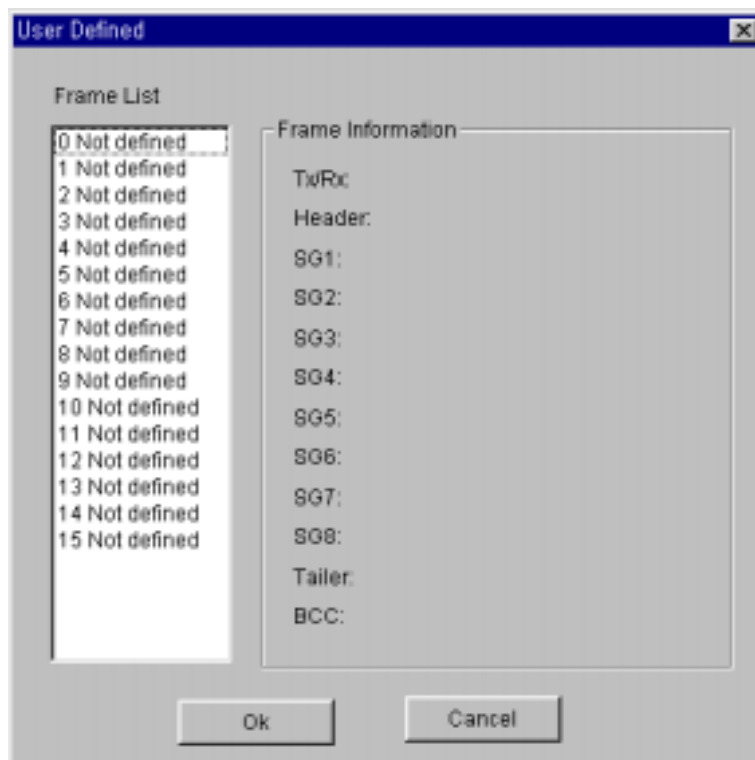 User Defined
Frame List
0 Not defined
1 Not defined
2 Not defined
3 Not defined
4 Not defined
5 Not defined
6 Not defined
7 Not defined
8 Not defined
9 Not defined
10 Not defined
11 Not defined
12 Not defined
13 Not defined
14 Not defined
15 Not defined
Frame Information
Tx/Rx:
Header:
SG1:
SG2:
SG3:
SG4:
SG5:
SG6:
SG7:
SG8:
Tailer:
BCC:
Ok
Cancel